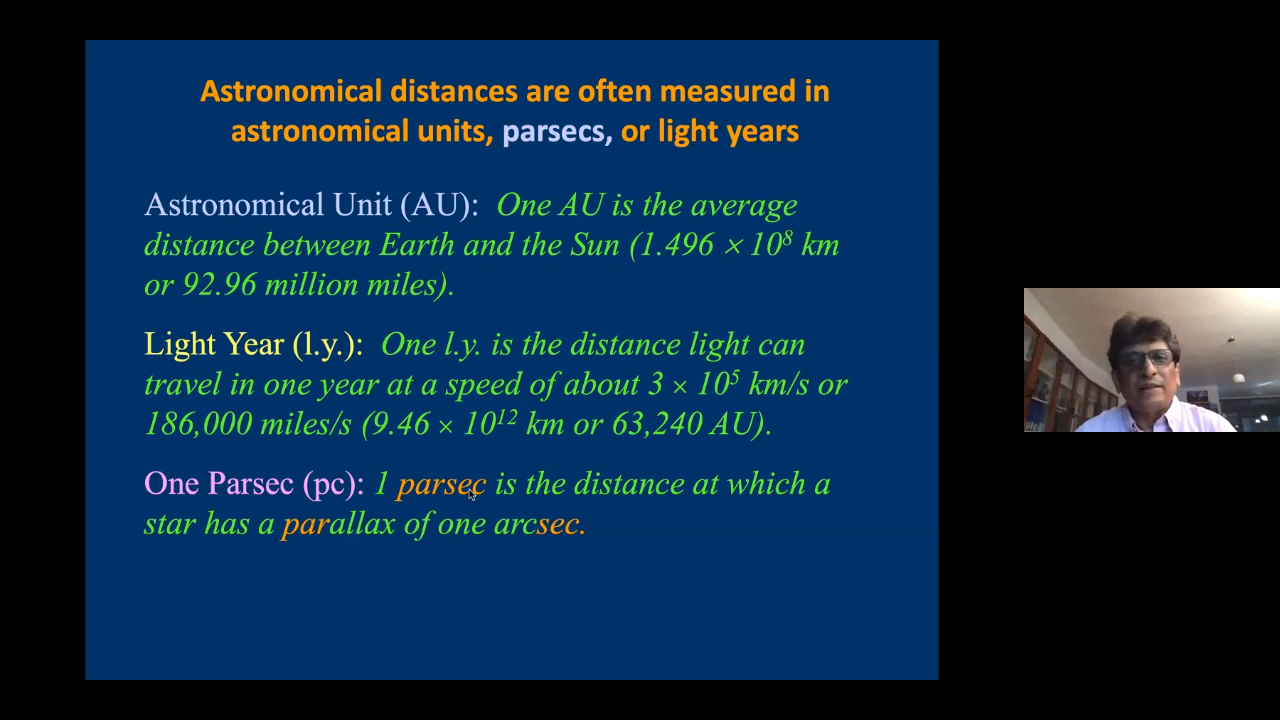 Astronomical distances are often measured in
astronomical units, parsecs, or light years
Astronomical Unit (AU): One AU is the average
distance between Earth and the Sun (1.496 × 10⁸ km
or 92.96 million miles).
Light Year (l.y.): One l.y. is the distance light can
travel in one year at a speed of about 3 × 10⁵ km/s or
186,000 miles/s (9.46 × 10¹² km or 63,240 AU).
One Parsec (pc): 1 parsec is the distance at which a
star has a parallax of one arcsec.